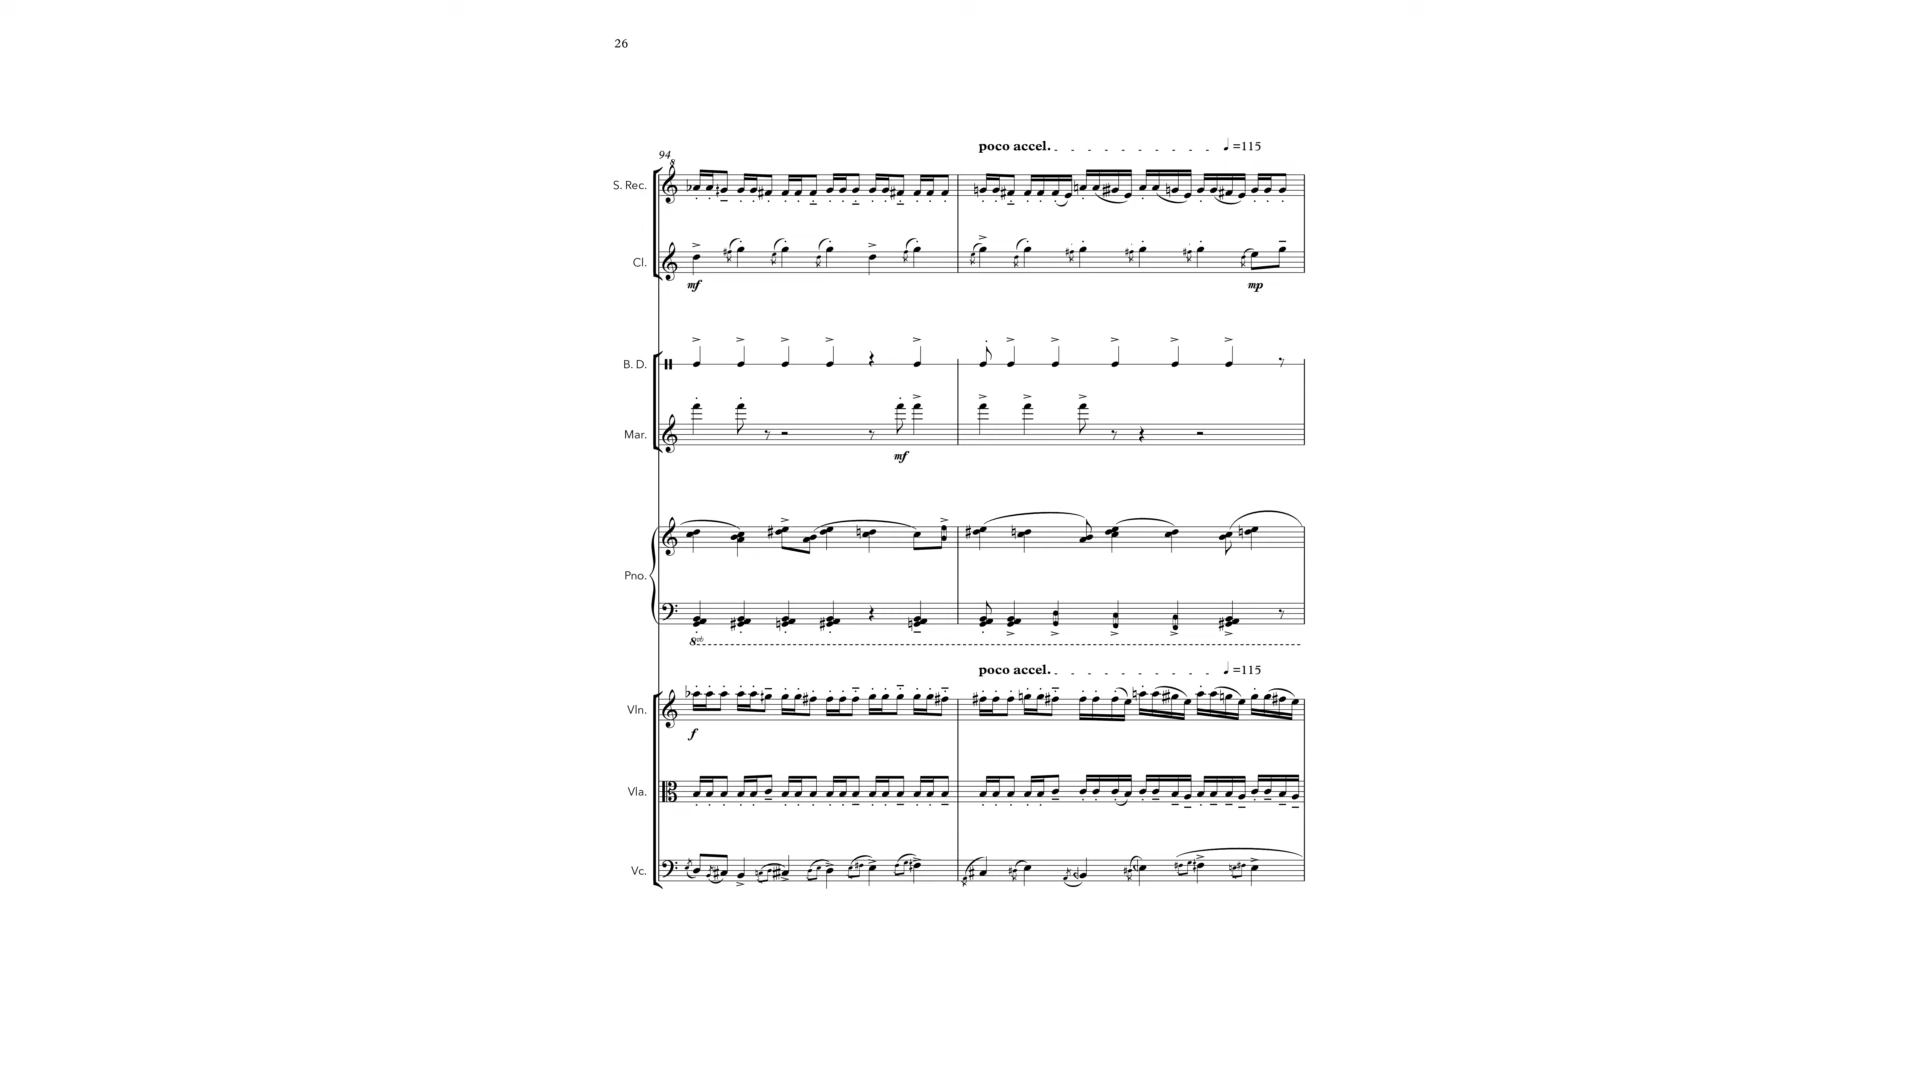 26
poco accel. ♩=115
94
8
S. Rec.
Cl.
mf
mp
B. D.
Mar.
mf
Pno.
8vb
poco accel. ♩=115
Vln.
f
Vla.
Vc.